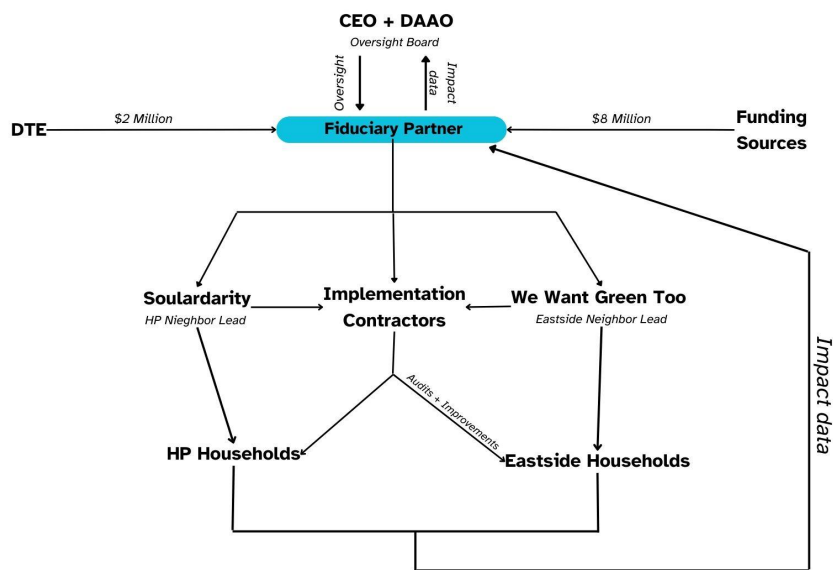 CEO + DAAO
Oversight Board
Oversight
Impact
data
DTE
$2 Million
Fiduciary Partner
$8 Million
Funding
Sources
Soulardarity
HP Nieghbor Lead
Implementation
Contractors
We Want Green Too
Eastside Neighbor Lead
Audits + Improvements
Impact data
HP Households
Eastside Households